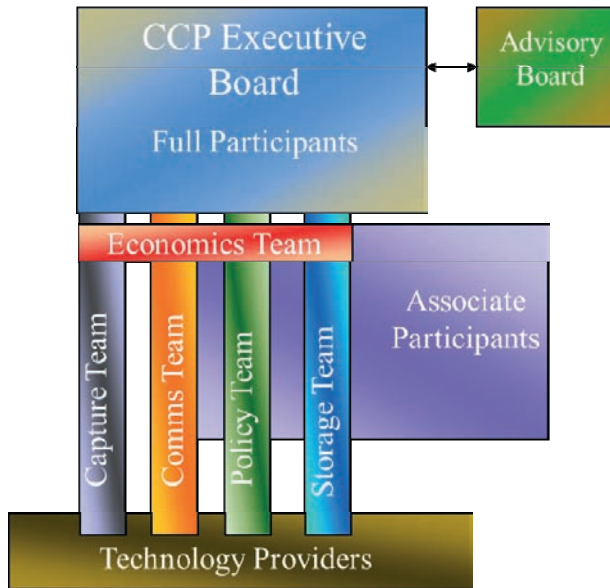 CCP Executive
Board
Full Participants
Advisory
Board
Economics Team
Associate
Participants
Capture Team
Comms Team
Policy Team
Storage Team
Technology Providers